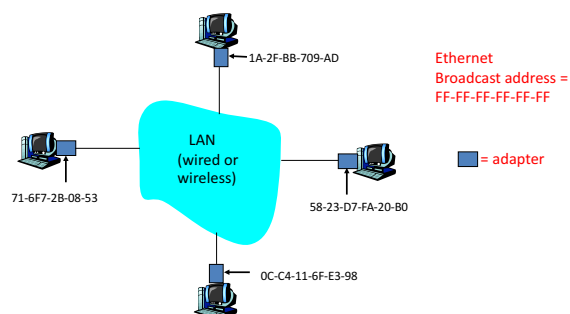 1A-2F-BB-709-AD
Ethernet
Broadcast address =
FF-FF-FF-FF-FF-FF
LAN
(wired or
wireless)
= adapter
71-6F7-2B-08-53
58-23-D7-FA-20-B0
0C-C4-11-6F-E3-98